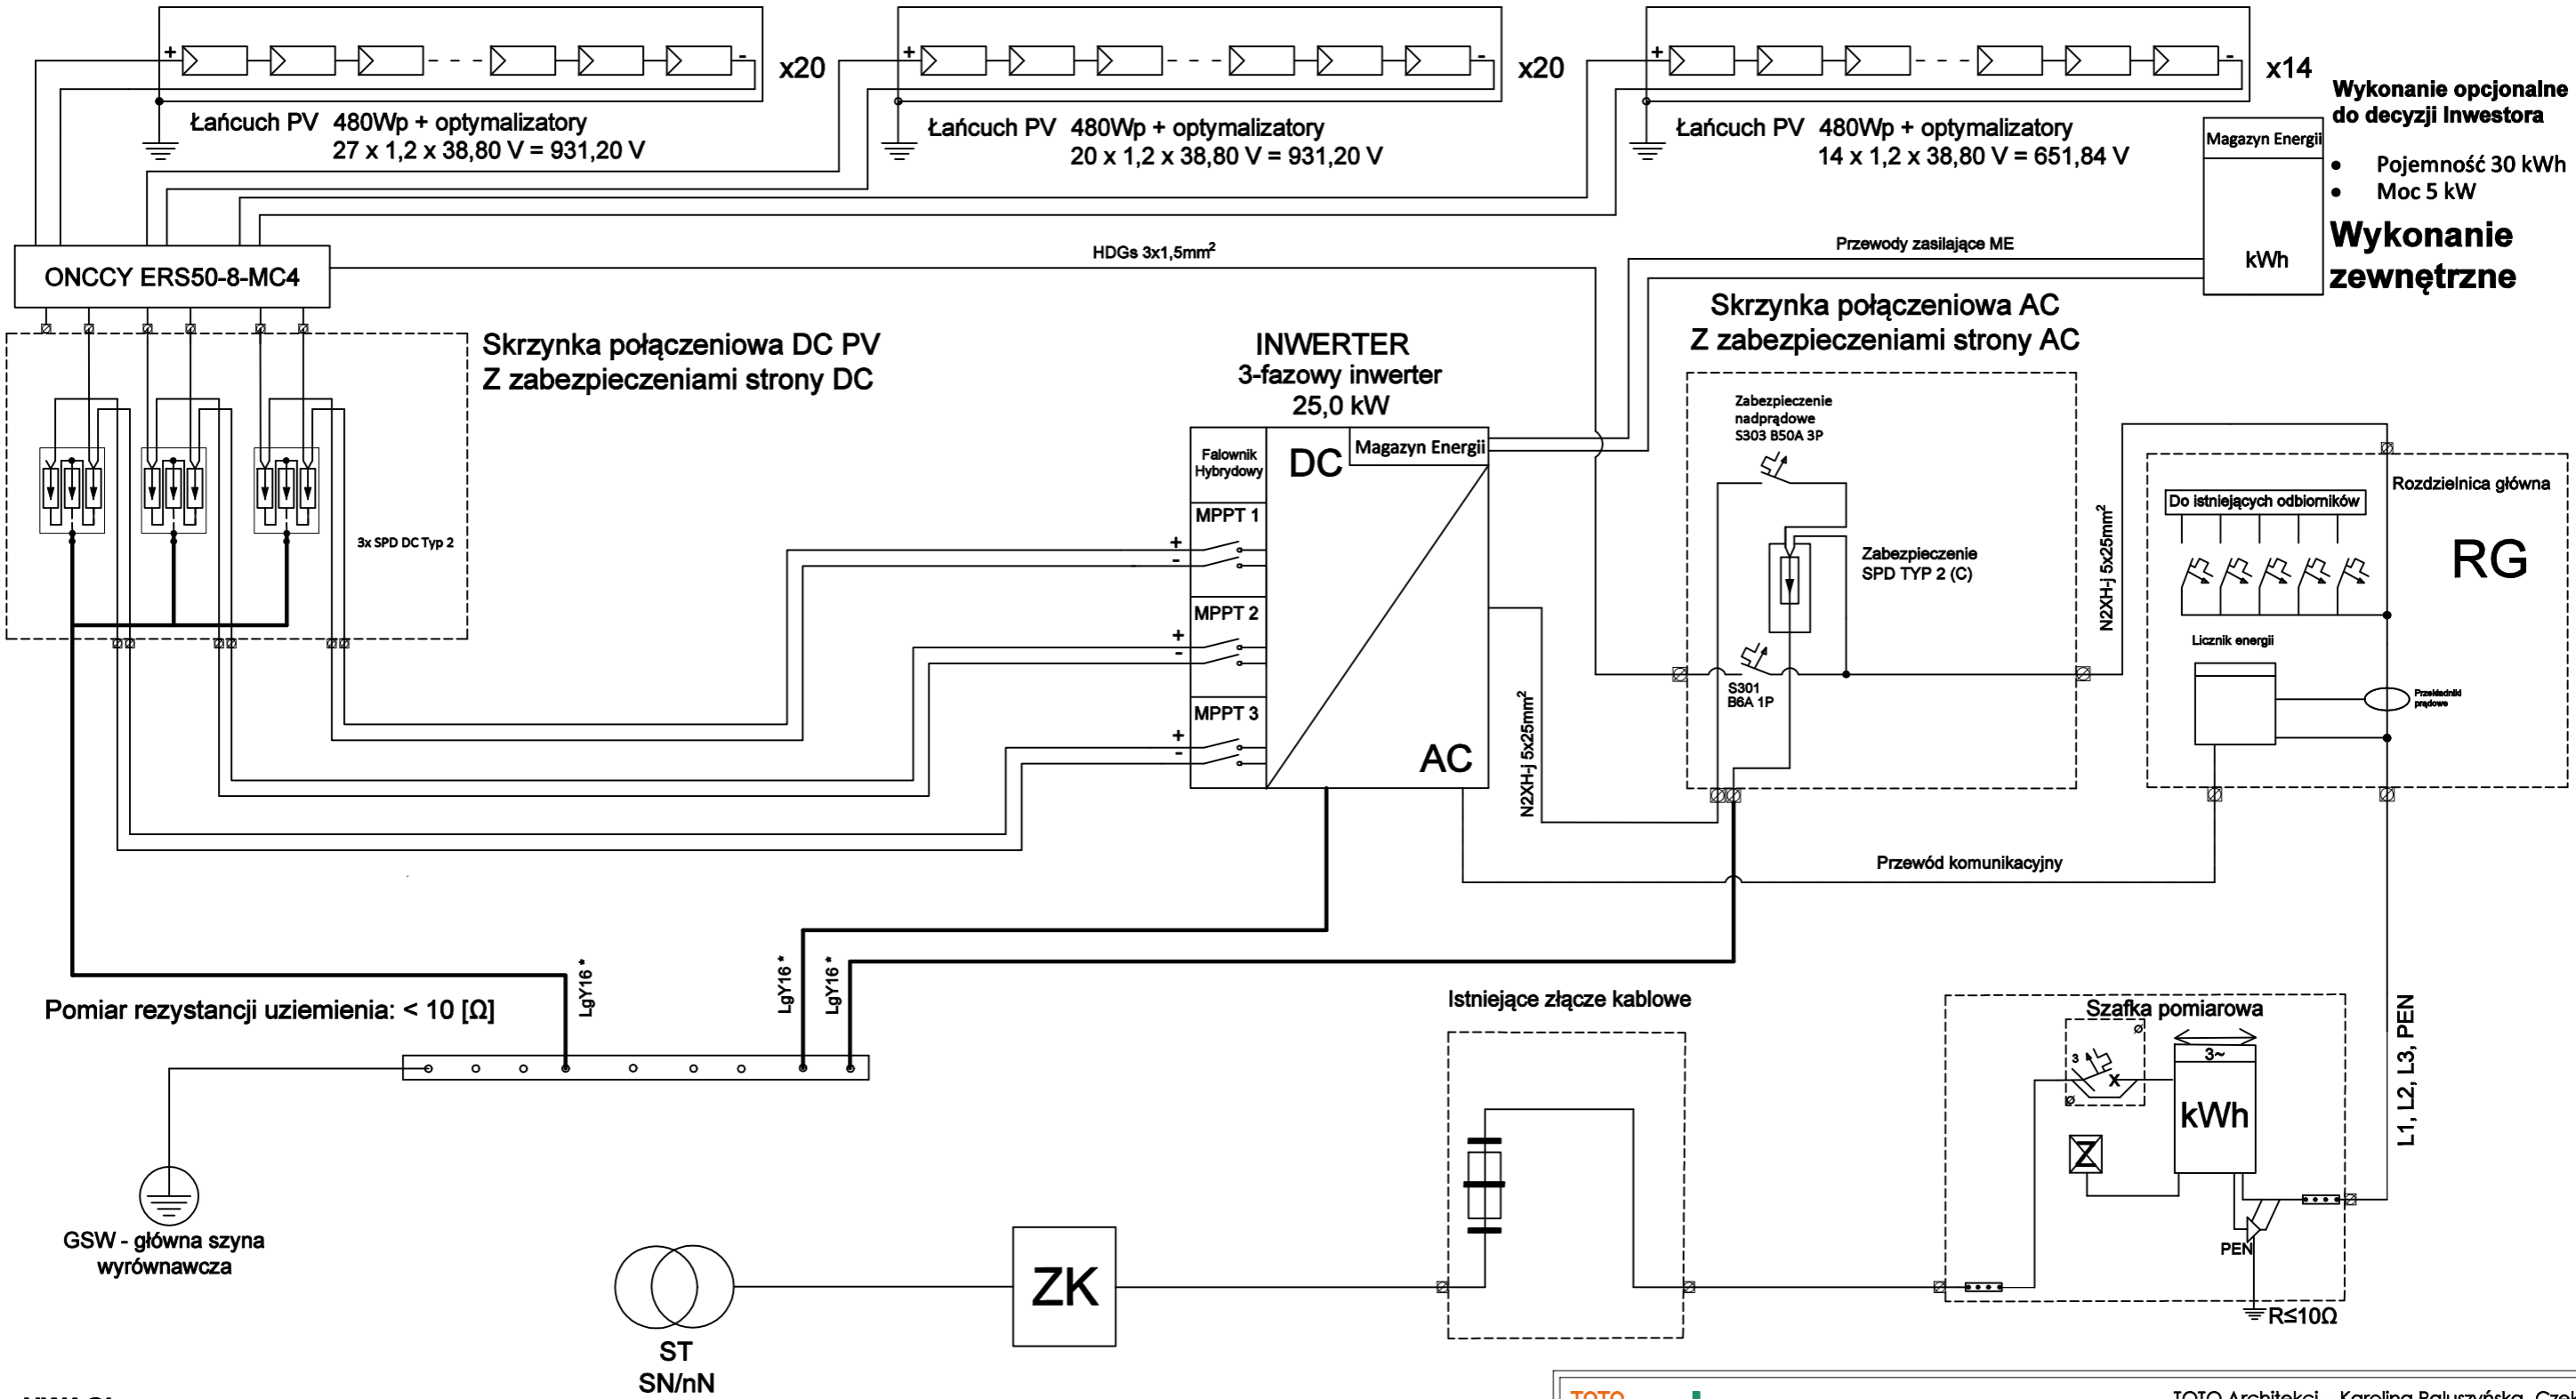 + - x20
+ - x20
+ - x14
Łańcuch PV 480Wp + optymalizatory
27 x 1,2 x 38,80 V = 931,20 V
Łańcuch PV 480Wp + optymalizatory
20 x 1,2 x 38,80 V = 931,20 V
Łańcuch PV 480Wp + optymalizatory
14 x 1,2 x 38,80 V = 651,84 V
Wykonanie opcjonalne
do decyzji Inwestora
• Pojemność 30 kWh
• Moc 5 kW
Wykonanie
zewnętrzne
Magazyn Energii
kWh
ONCCY ERS50-8-MC4
HDGs 3x1,5mm²
Przewody zasilające ME
Skrzynka połączeniowa DC PV
Z zabezpieczeniami strony DC
3x SPD DC Typ 2
INWERTER
3-fazowy inwerter
25,0 kW
Falownik
Hybrydowy
DC
Magazyn Energii
MPPT 1
+
-
MPPT 2
+
-
MPPT 3
+
-
AC
N2XH-j 5x25mm²
Skrzynka połączeniowa AC
Z zabezpieczeniami strony AC
Zabezpieczenie
nadprądowe
S303 B50A 3P
Zabezpieczenie
SPD TYP 2 (C)
S301
B6A 1P
N2XH-j 5x25mm²
Rozdzielnica główna
RG
Do istniejących odbiorników
Licznik energii
Przekładniki
prądowe
Przewód komunikacyjny
LgY16 *
LgY16 *
LgY16 *
Pomiar rezystancji uziemienia: < 10 [Ω]
GSW - główna szyna
wyrównawcza
ST
SN/nN
ZK
Istniejące złącze kablowe
Szafka pomiarowa
3
3~
kWh
Z
PEN
R≤10Ω
L1, L2, L3, PEN
TOTO